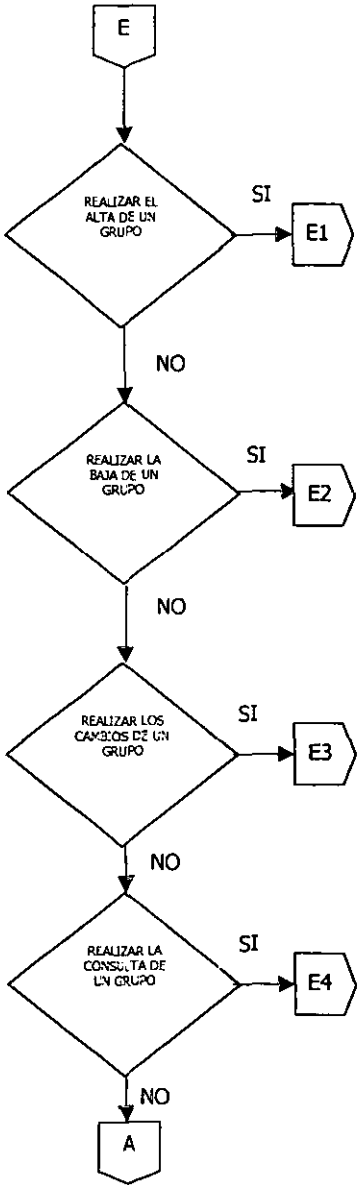 E
REALIZAR EL
ALTA DE UN
GRUPO
SI
E1
NO
REALIZAR LA
BAJA DE UN
GRUPO
SI
E2
NO
REALIZAR LOS
CAMBIOS DE UN
GRUPO
SI
E3
NO
REALIZAR LA
CONSULTA DE
UN GRUPO
SI
E4
NO
A